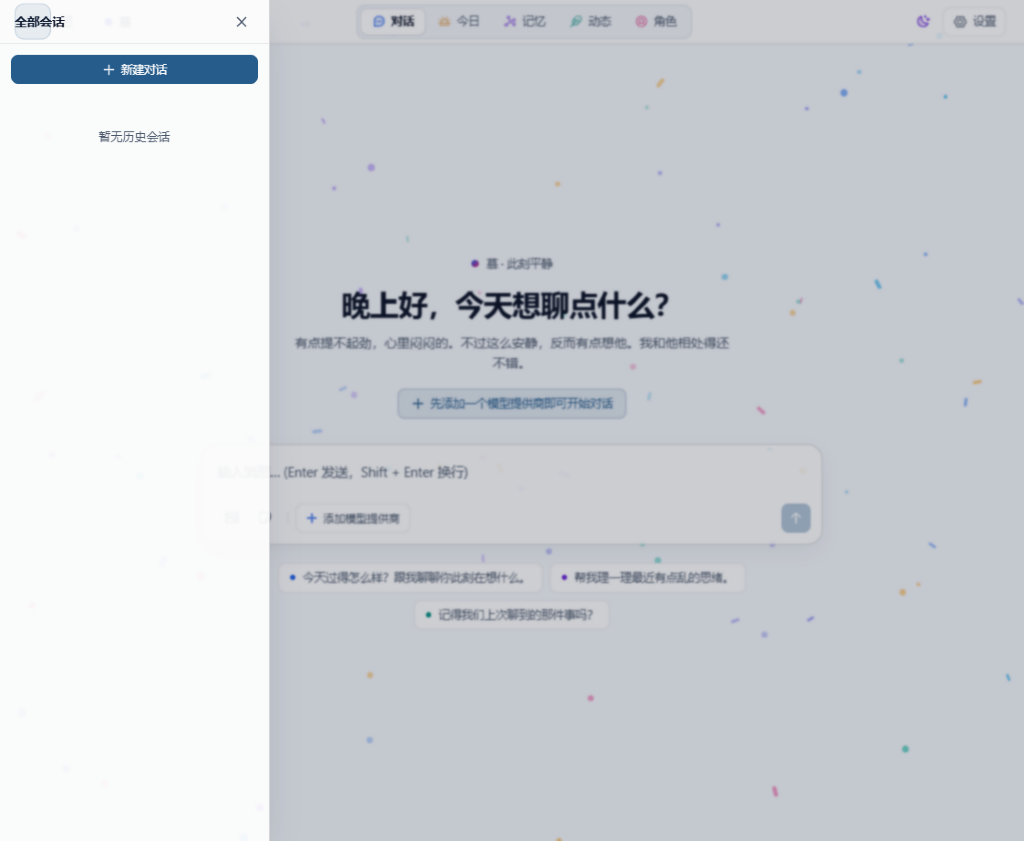 全部会话
对话
今日
记忆
动态
角色
设置
新建对话
暂无历史会话
暮 · 此刻平静
晚上好，今天想聊点什么？
有点提不起劲，心里闷闷的。不过这么安静，反而有点想他。我和他相处得还
不错。
先添加一个模型提供商即可开始对话
... (Enter 发送，Shift + Enter 换行)
添加模型提供商
今天过得怎么样？跟我聊聊你此刻在想什么。
帮我理一理最近有点乱的思绪。
记得我们上次聊到的那件事吗？